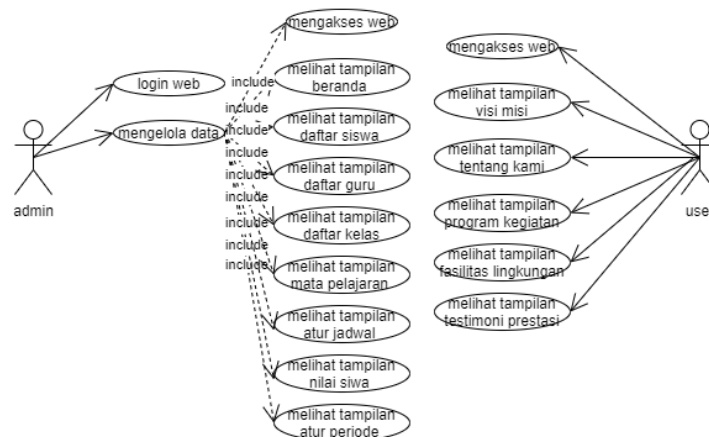 mengakses web
mengakses web
login web
include
melihat tampilan
beranda
melihat tampilan
visi misi
include
mengelola data
include
melihat tampilan
daftar siswa
include
melihat tampilan
tentang kami
admin
include
melihat tampilan
daftar guru
include
melihat tampilan
program kegiatan
use
include
melihat tampilan
daftar kelas
include
melihat tampilan
fasilitas lingkungan
include
melihat tampilan
mata pelajaran
melihat tampilan
testimoni prestasi
melihat tampilan
atur jadwal
melihat tampilan
nilai siwa
melihat tampilan
atur periode